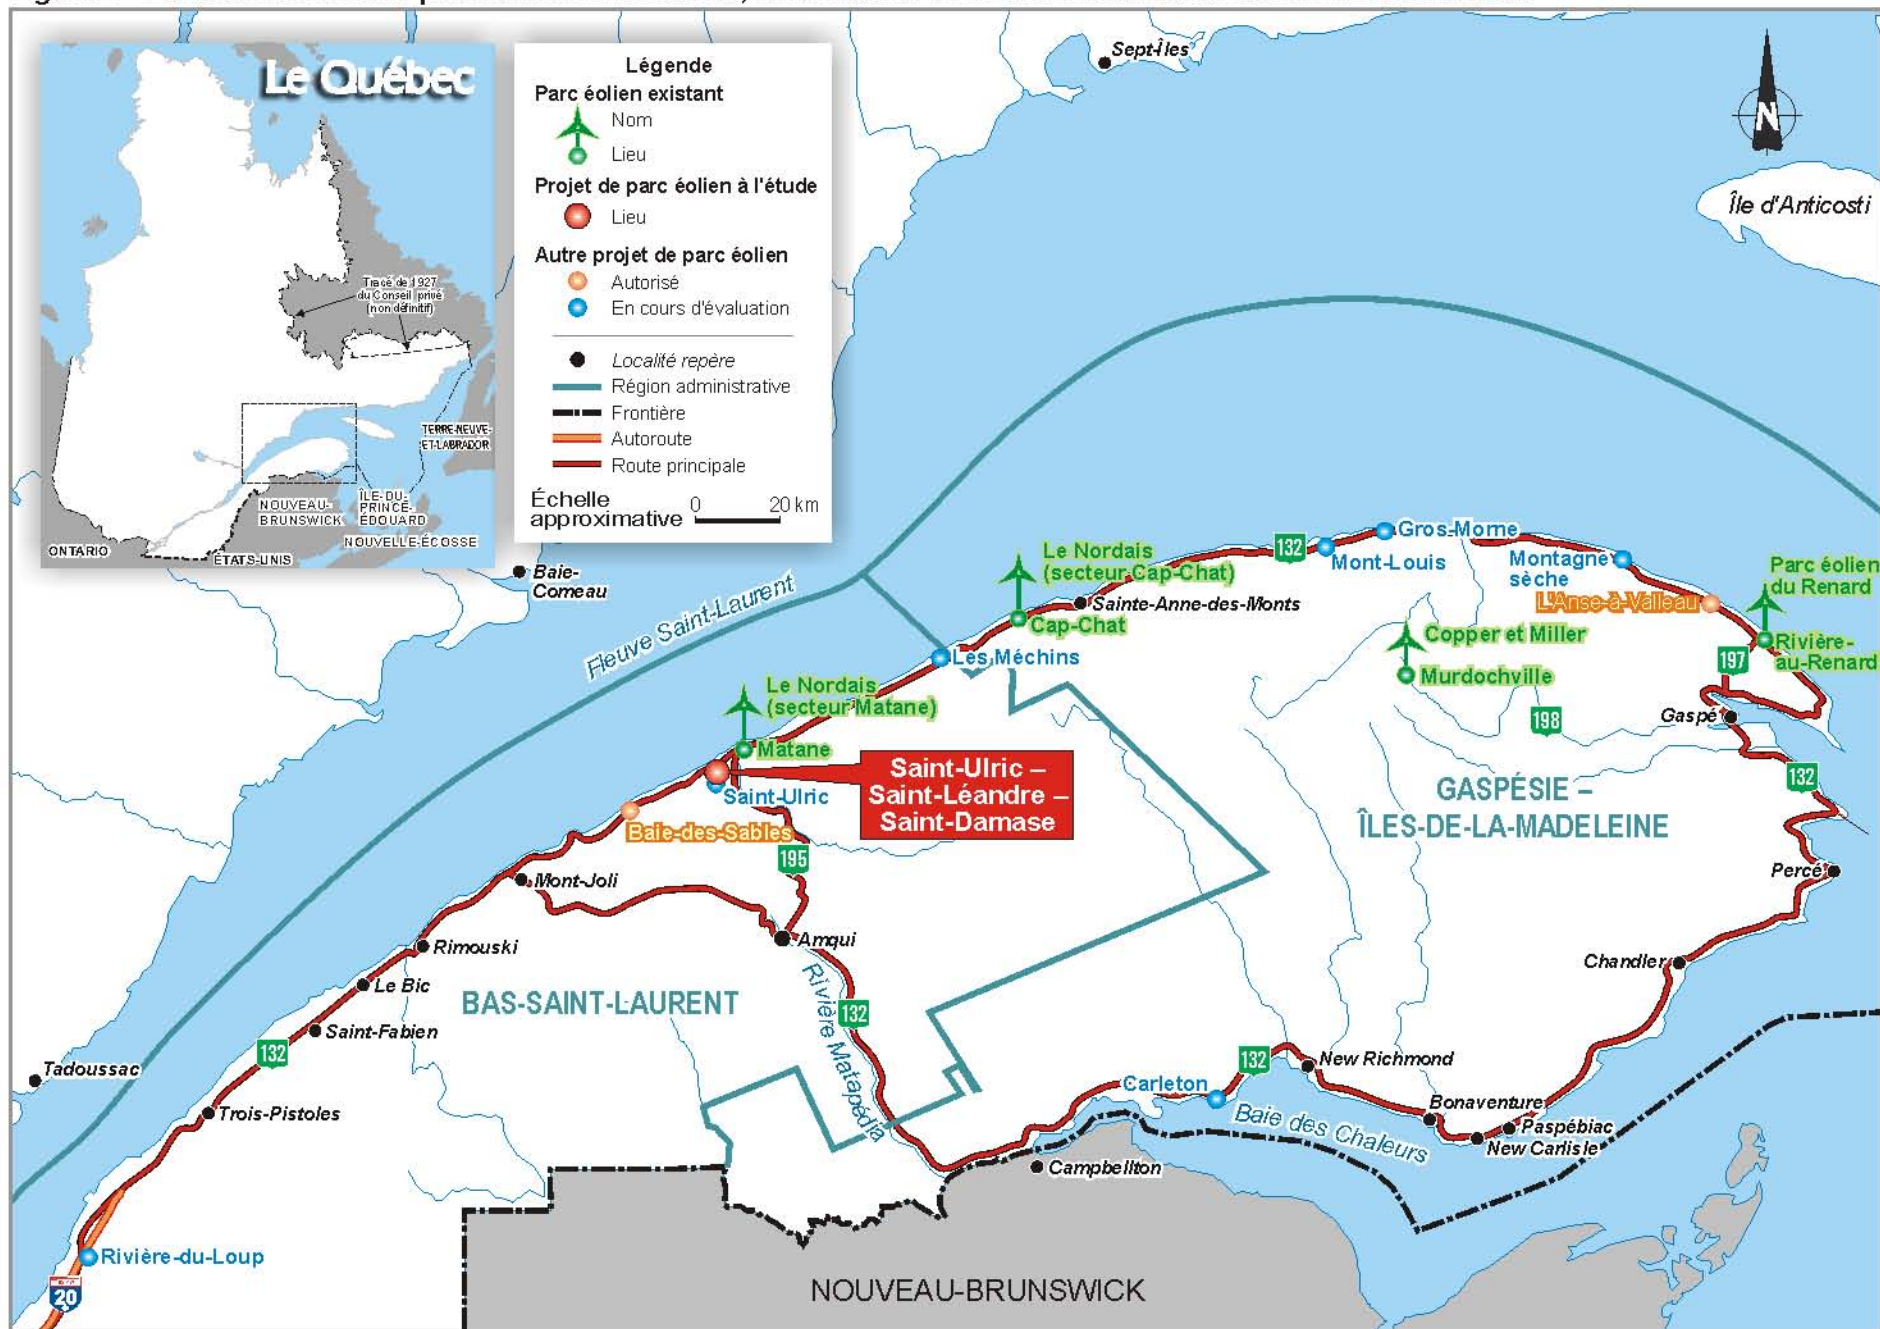 Le Québec
Tracé de 1927
du Conseil privé
(non définitif)
TERRE-NEUVE-
ET-LABRADOR
NOUVEAU-
BRUNSWICK
ÎLE-DU-
PRINCE-
ÉDOUARD
NOUVELLE-ÉCOSSE
ONTARIO
ÉTATS-UNIS
Légende
Parc éolien existant
Nom
Lieu
Projet de parc éolien à l'étude
Lieu
Autre projet de parc éolien
Autorisé
En cours d'évaluation
Localité repère
Région administrative
Frontière
Autoroute
Route principale
Échelle
approximative
0 20 km
Sept-Îles
N
Île d'Anticosti
Baie-
Comeau
Fleuve Saint-Laurent
Le Nordais
(secteur Cap-Chat)
Cap-Chat
Sainte-Anne-des-Monts
132
Gros-Morne
Mont-Louis
Montagne
sèche
L'Anse-à-Valleau
Parc éolien
du Renard
Rivière-
au-Renard
Copper et Miller
Murdochville
197
198
Gaspé
132
Les Méchins
Le Nordais
(secteur Matane)
Matane
Saint-Ulric –
Saint-Léandre –
Saint-Damase
Saint-Ulric
Baie-des-Sables
195
GASPÉSIE –
ÎLES-DE-LA-MADELEINE
Percé
Mont-Joli
Amqui
Rimouski
Le Bic
Saint-Fabien
BAS-SAINT-LAURENT
Rivière Matapédia
132
132
Chandler
New Richmond
132
Carleton
Baie des Chaleurs
Bonaventure
Paspébiac
New Carlisle
Campbellton
Tadoussac
Trois-Pistoles
Rivière-du-Loup
20
NOUVEAU-BRUNSWICK